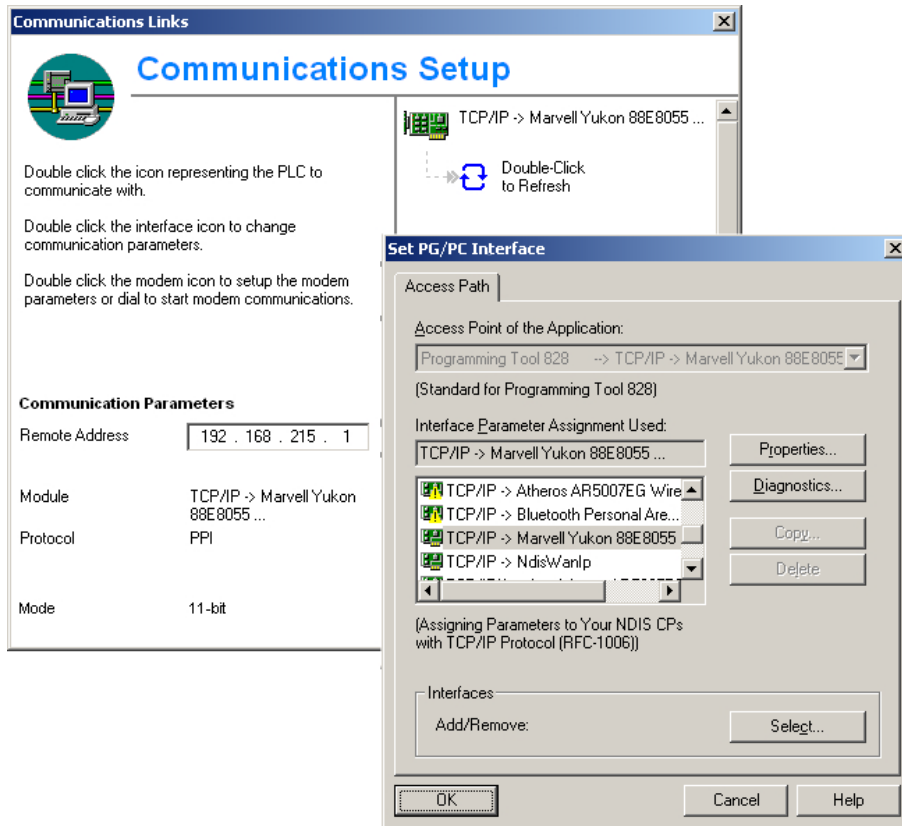 Communications Links
Communications Setup
TCP/IP -> Marvell Yukon 88E8055 ...
Double-Click
to Refresh
Double click the icon representing the PLC to
communicate with.
Double click the interface icon to change
communication parameters.
Double click the modem icon to setup the modem
parameters or dial to start modem communications.
Communication Parameters
Remote Address 192 . 168 . 215 . 1
Module TCP/IP -> Marvell Yukon
88E8055 ...
Protocol PPI
Mode 11-bit
Set PG/PC Interface
Access Path
Access Point of the Application:
Programming Tool 828 --> TCP/IP -> Marvell Yukon 88E8055
(Standard for Programming Tool 828)
Interface Parameter Assignment Used:
TCP/IP -> Marvell Yukon 88E8055 ...
Properties...
TCP/IP -> Atheros AR5007EG Wire
Diagnostics...
TCP/IP -> Bluetooth Personal Are...
TCP/IP -> Marvell Yukon 88E8055
Copy...
TCP/IP -> NdisWanIp
Delete
(Assigning Parameters to Your NDIS CPs
with TCP/IP Protocol (RFC-1006))
Interfaces
Add/Remove:
Select...
OK
Cancel
Help